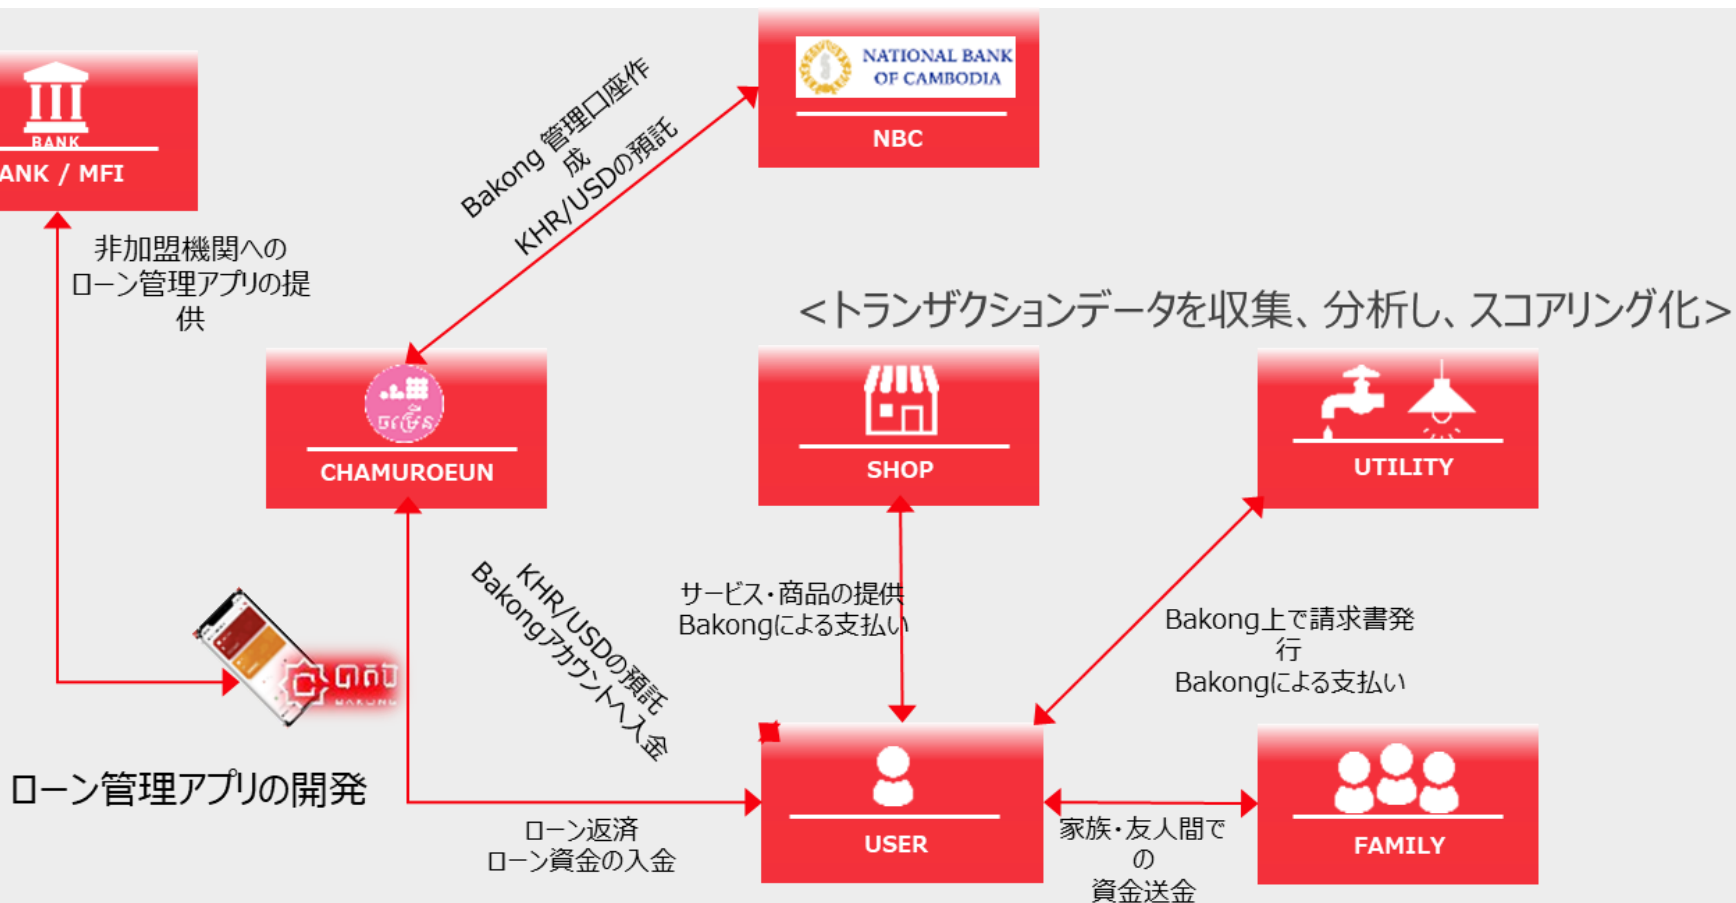 NATIONAL BANK
OF CAMBODIA
NBC
BANK
ANK / MFI
Bakong 管理口座作
成
KHR/USDの預託
非加盟機関への
ローン管理アプリの提
供
<トランザクションデータを収集、分析し、スコアリング化>
ចម្រើន
CHAMUROEUN
SHOP
UTILITY
KHR/USDの預託
Bakongアカウントへ入金
サービス・商品の提供
Bakongによる支払い
Bakong上で請求書発
行
Bakongによる支払い
បាគង
BAKONG
ローン管理アプリの開発
ローン返済
ローン資金の入金
USER
家族・友人間で
の
資金送金
FAMILY